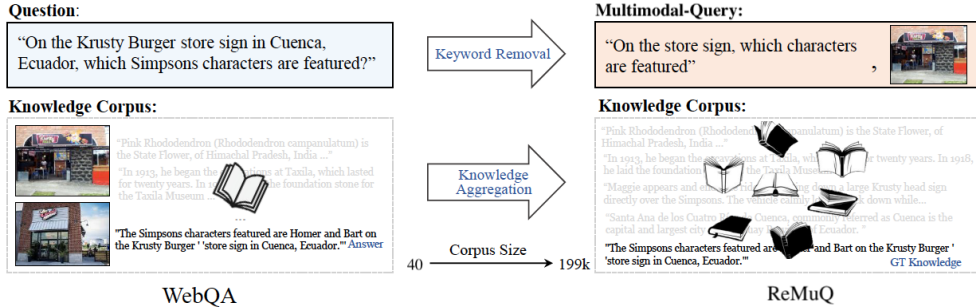 Question:
“On the Krusty Burger store sign in Cuenca,
Ecuador, which Simpsons characters are featured?”
Keyword Removal
Multimodal-Query:
“On the store sign, which characters
are featured” ,
Knowledge Corpus:
“Pink Rhododendron (Rhododendron campanulatum) is
the State Flower, of Himachal Pradesh, India ...”
“In 1913, he began the excavations at Taxila, which lasted
for twenty years. In the foundation stone for
the Taxila Museum ...
...
"The Simpsons characters featured are Homer and Bart on
the Krusty Burger ' 'store sign in Cuenca, Ecuador."' Answer
WebQA
Knowledge
Aggregation
Corpus Size
40 199k
Knowledge Corpus:
“Pink Rhododendron (Rhododendron campanulatum) is the State Flower, of
Himachal Pradesh, India ...”
“In 1913, he began the at Taxila, for twenty years. In 1918,
he laid the foundation the Taxila
“Maggie appears and a large Krusty head sign
directly over the Simpsons. The vehicle down while...
“Santa Ana de los Cuatro Cuenca, commonly referred as Cuenca is the
capital and largest city of Ecuador. ”
"The Simpsons characters featured are and Bart on the Krusty Burger '
'store sign in Cuenca, Ecuador."'
GT Knowledge
ReMuQ